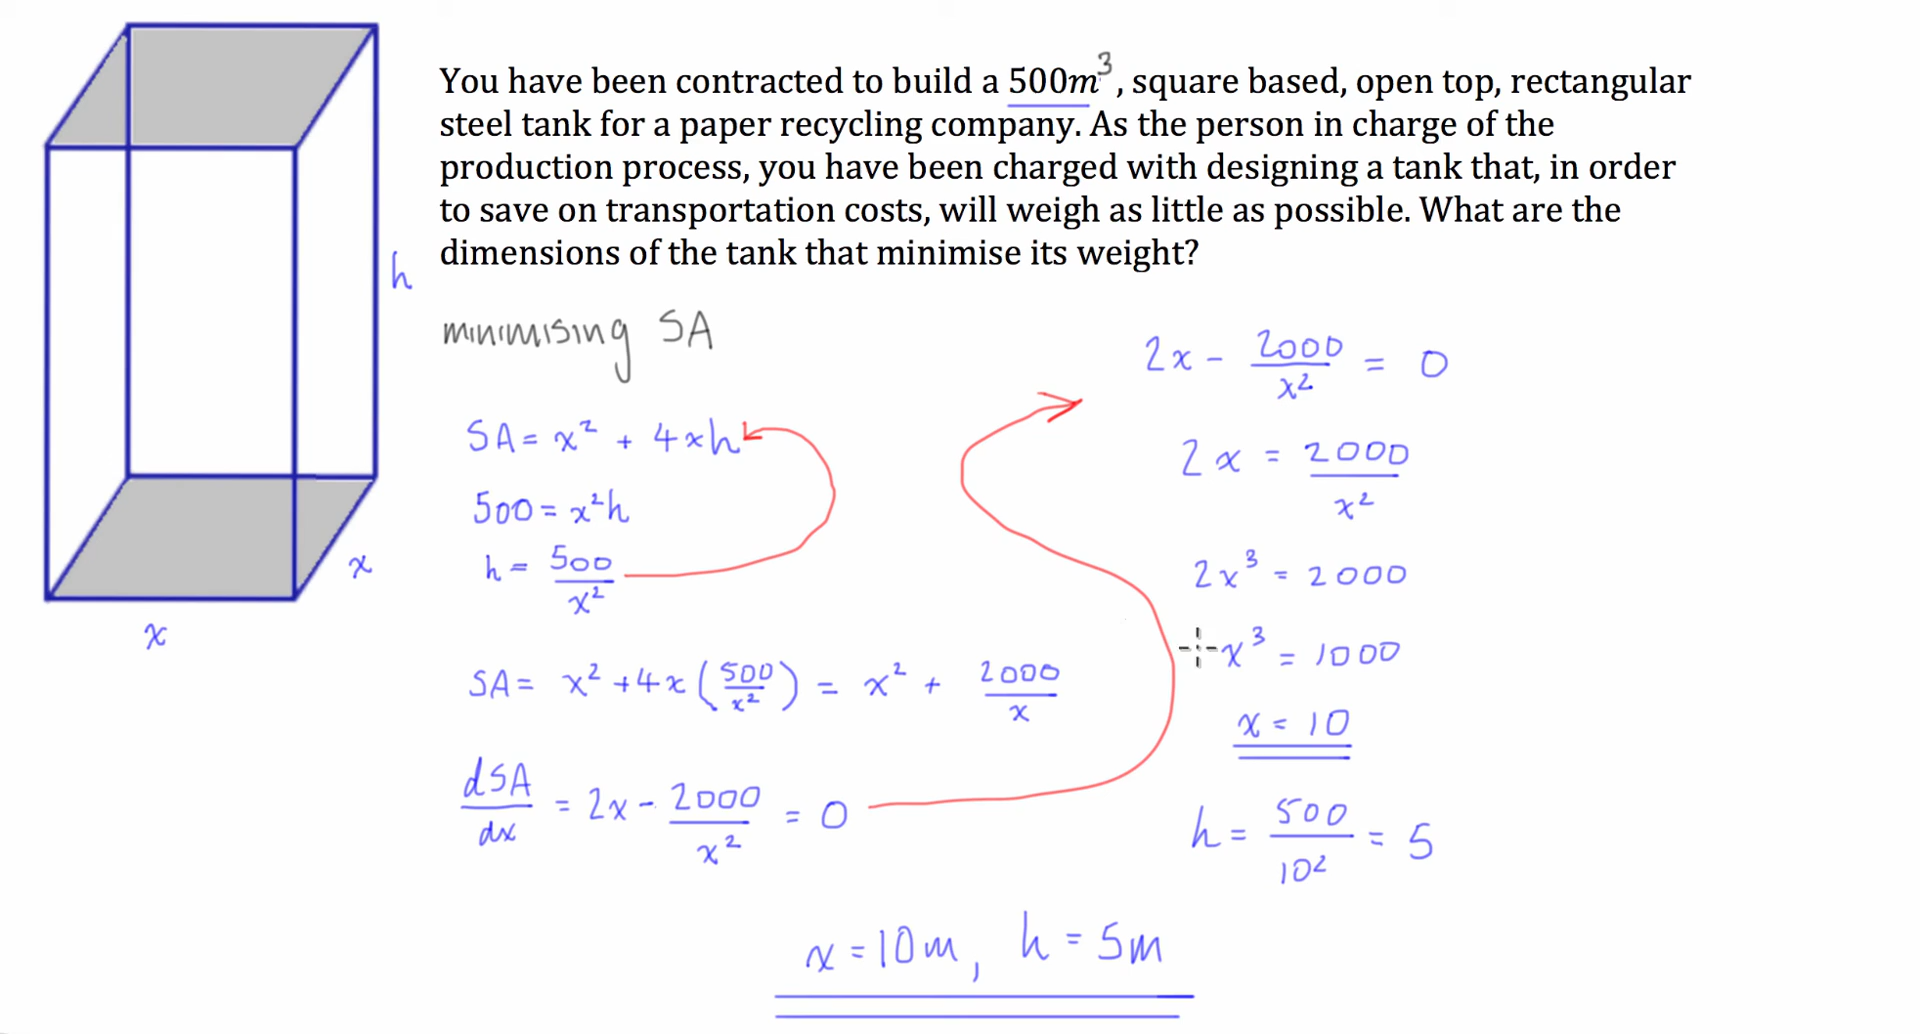 You have been contracted to build a 500m³, square based, open top, rectangular
steel tank for a paper recycling company. As the person in charge of the
production process, you have been charged with designing a tank that, in order
to save on transportation costs, will weigh as little as possible. What are the
dimensions of the tank that minimise its weight?
h
x
x
minimising SA
SA = x² + 4xh
500 = x²h
h = 500/x²
SA = x² + 4x(500/x²) = x² + 2000/x
dSA/dx = 2x - 2000/x² = 0
2x - 2000/x² = 0
2x = 2000/x²
2x³ = 2000
x³ = 1000
x = 10
h = 500/10² = 5
x = 10m, h = 5m